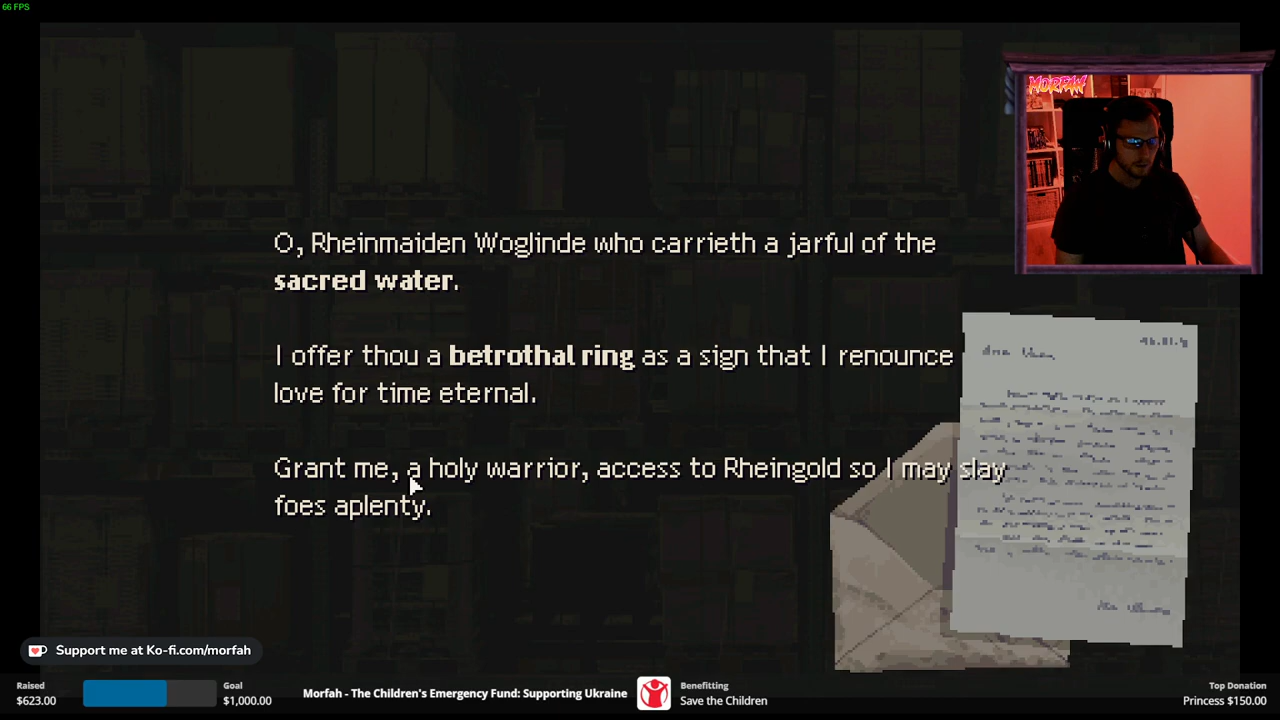 66 FPS
MORFAH
O, Rheinmaiden Woglinde who carrieth a jarful of the
sacred water.
I offer thou a betrothal ring as a sign that I renounce
love for time eternal.
Grant me, a holy warrior, access to Rheingold so I may slay
foes aplenty.
Support me at Ko-fi.com/morfah
Raised
$623.00
Goal
$1,000.00
Morfah - The Children's Emergency Fund: Supporting Ukraine
Benefitting
Save the Children
Top Donation
Princess $150.00